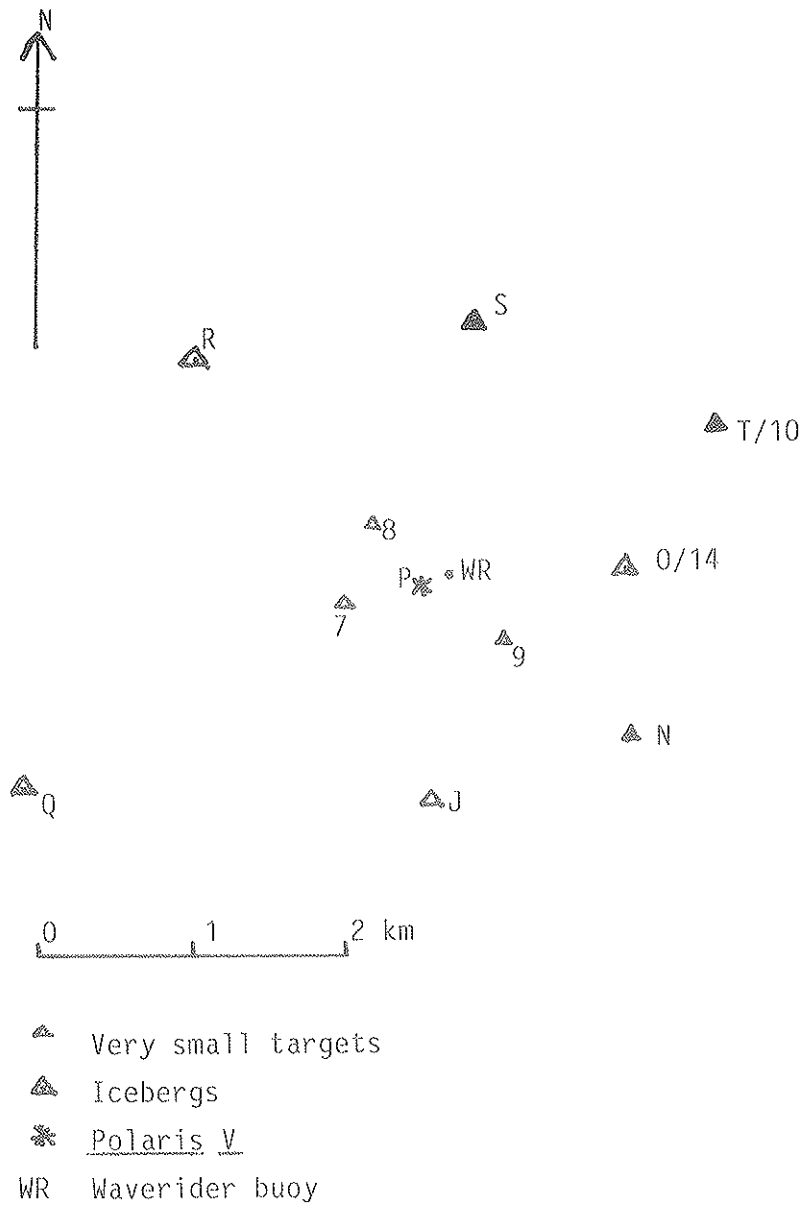 N
S
R
T/10
8
O/14
P
WR
7
9
N
Q
J
0 1 2 km
Very small targets
Icebergs
Polaris V
WR Waverider buoy